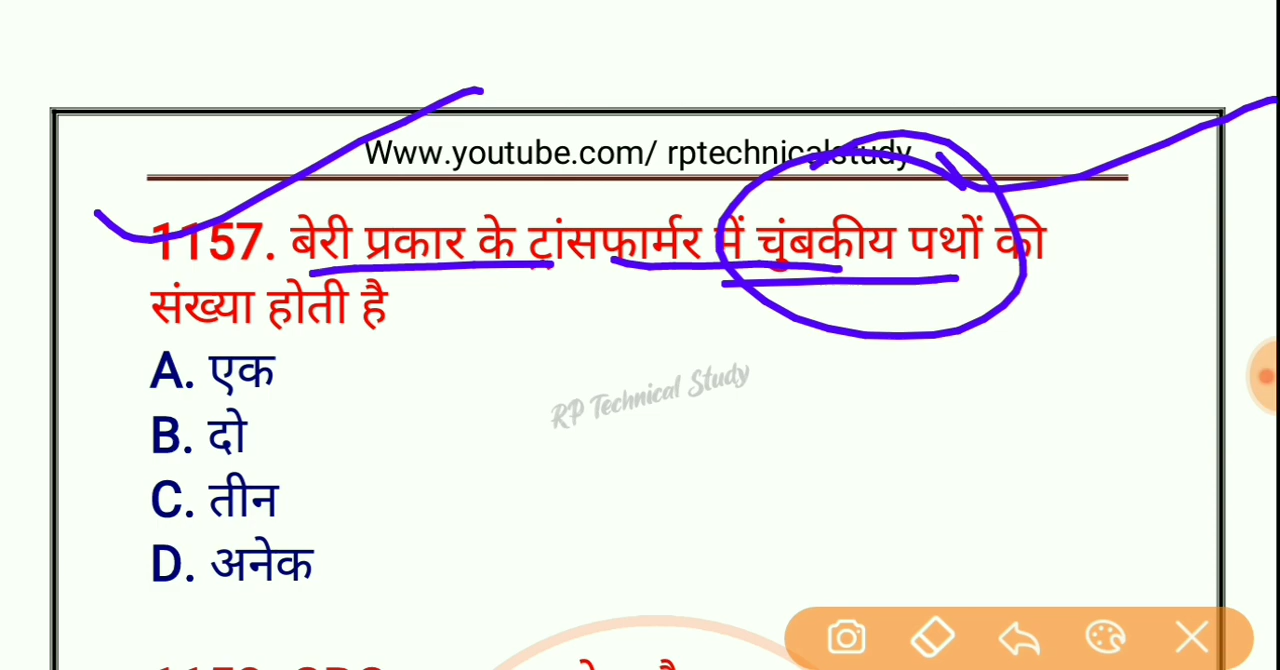 Www.youtube.com/ rptechnicalstudy
1157. बेरी प्रकार के ट्रांसफार्मर में चुंबकीय पथों की
संख्या होती है
A. एक
B. दो
RP Technical Study
C. तीन
D. अनेक